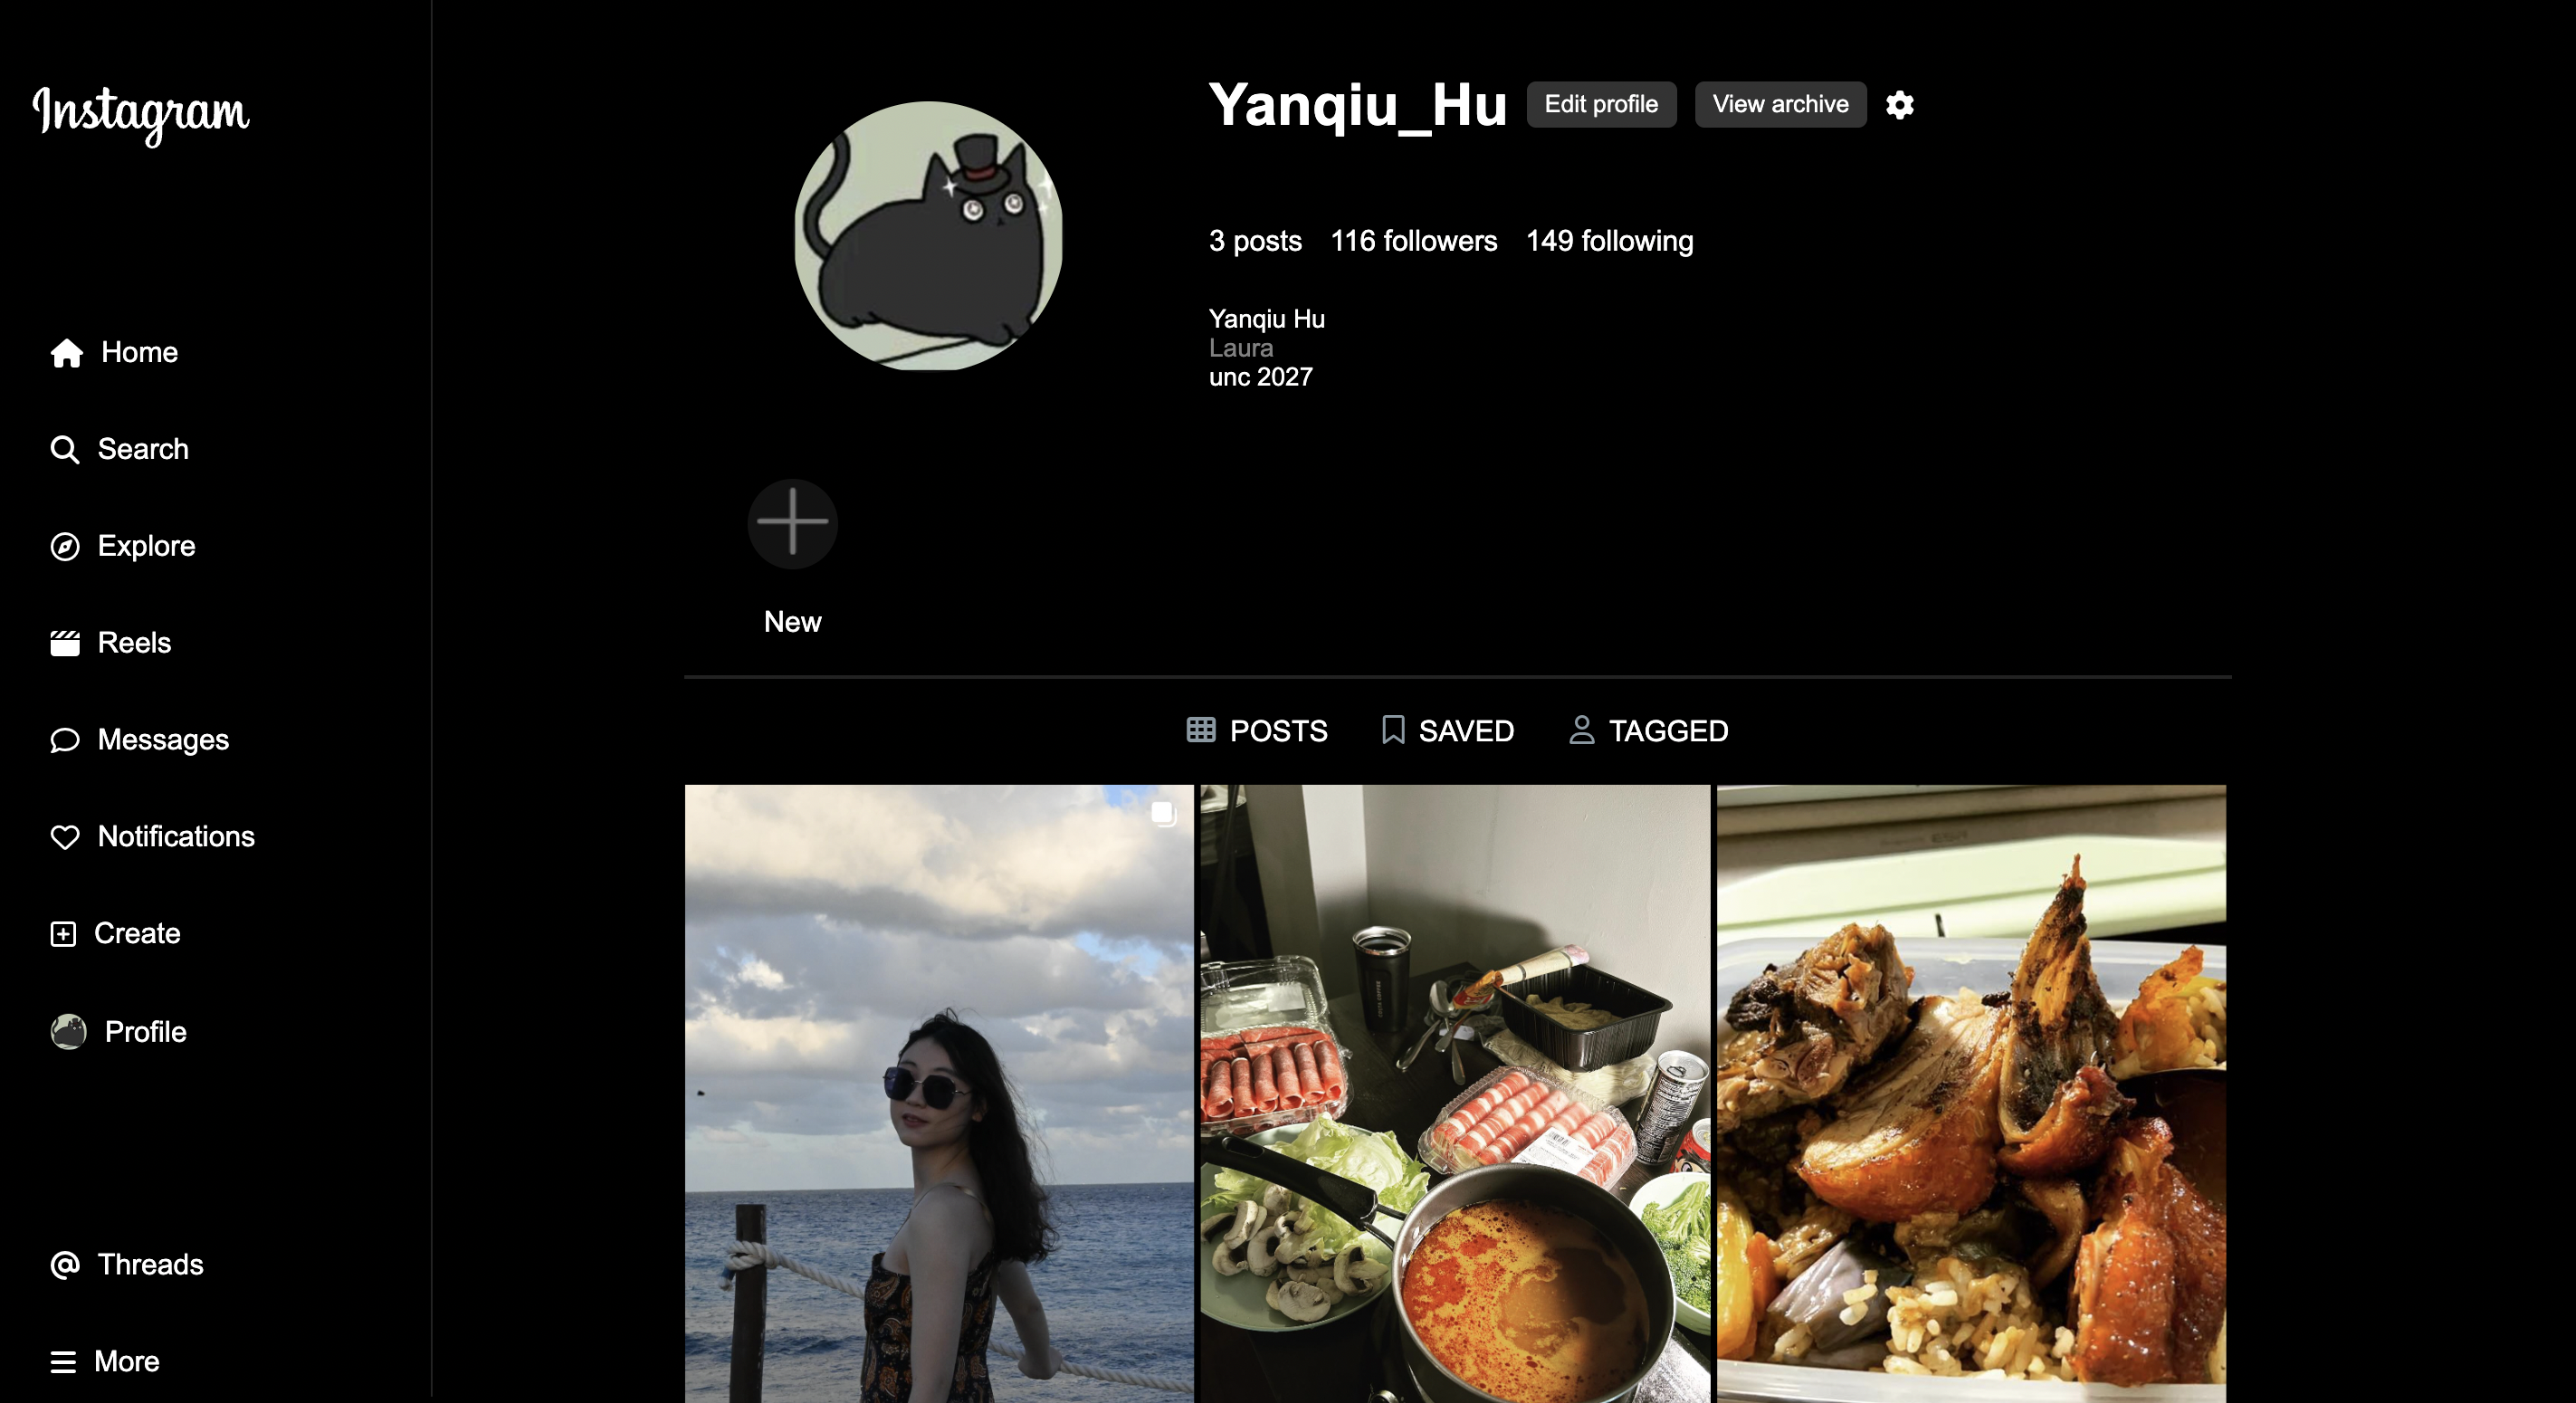 Instagram
Home
Search
Explore
Reels
Messages
Notifications
Create
Profile
Threads
More
Yanqiu_Hu Edit profile View archive
3 posts 116 followers 149 following
Yanqiu Hu
Laura
unc 2027
New
POSTS SAVED TAGGED